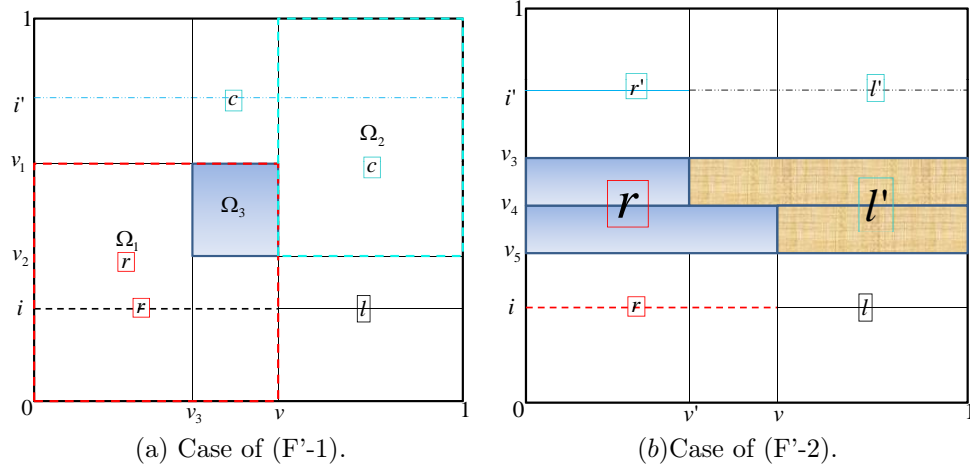 1
i'
c
Ω₂
c
v₁
Ω₃
Ω₁
r
v₂
i
r
l
0
v₃
v
1
(a) Case of (F'-1).
1
i'
r'
l'
v₃
r
l'
v₄
v₅
i
r
l
0
v'
v
1
(b)Case of (F'-2).